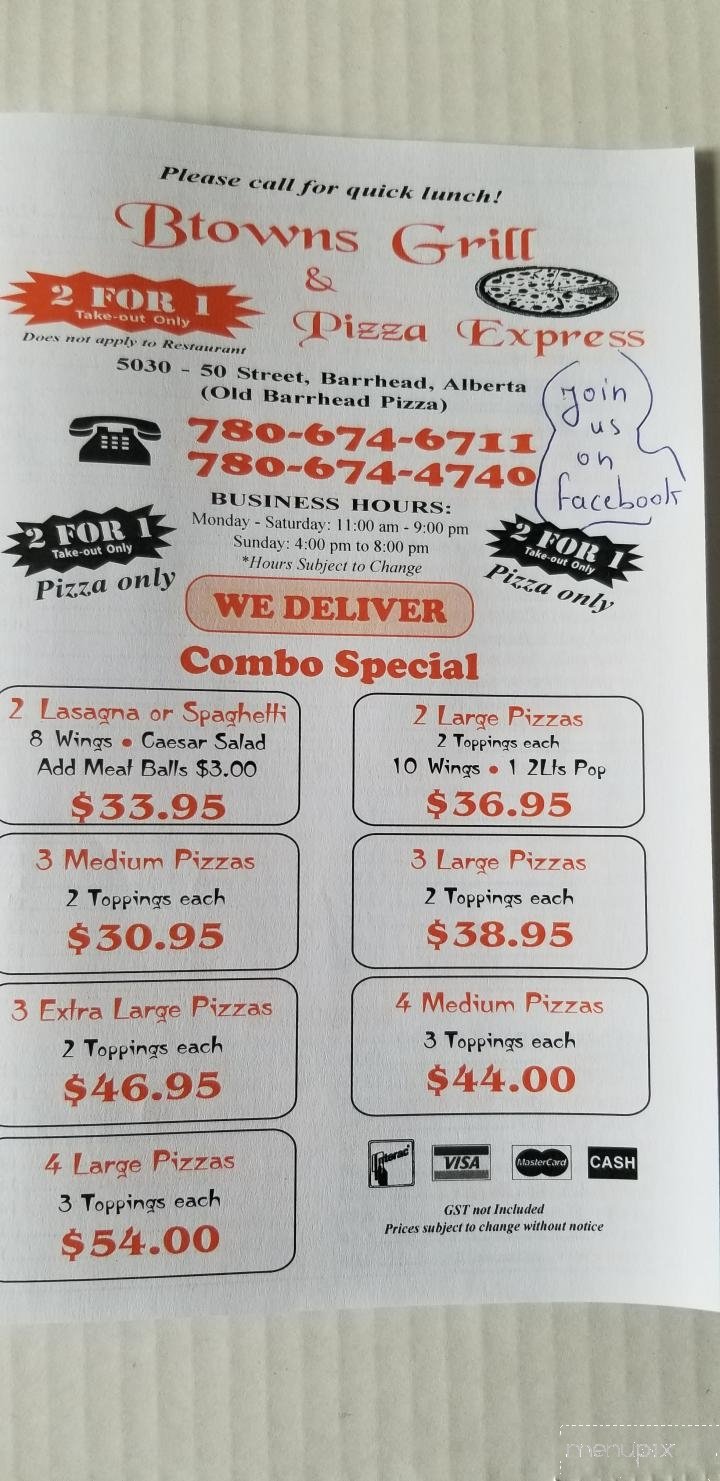 Please call for quick lunch!
Btowns Grill
&
Pizza Express
2 FOR 1
Take-out Only
Does not apply to Restaurant
5030 - 50 Street, Barrhead, Alberta
(Old Barrhead Pizza)
780-674-6711
780-674-4740
Join
us
on
facebook
BUSINESS HOURS:
Monday - Saturday: 11:00 am - 9:00 pm
Sunday: 4:00 pm to 8:00 pm
*Hours Subject to Change
2 FOR 1
Take-out Only
Pizza only
2 FOR 1
Take-out Only
Pizza only
WE DELIVER
Combo Special
2 Lasagna or Spaghetti
8 Wings • Caesar Salad
Add Meat Balls $3.00
$33.95
2 Large Pizzas
2 Toppings each
10 Wings • 1 2Lts Pop
$36.95
3 Medium Pizzas
2 Toppings each
$30.95
3 Large Pizzas
2 Toppings each
$38.95
3 Extra Large Pizzas
2 Toppings each
$46.95
4 Medium Pizzas
3 Toppings each
$44.00
4 Large Pizzas
3 Toppings each
$54.00
Interac
VISA
MasterCard
CASH
GST not Included
Prices subject to change without notice
menupix